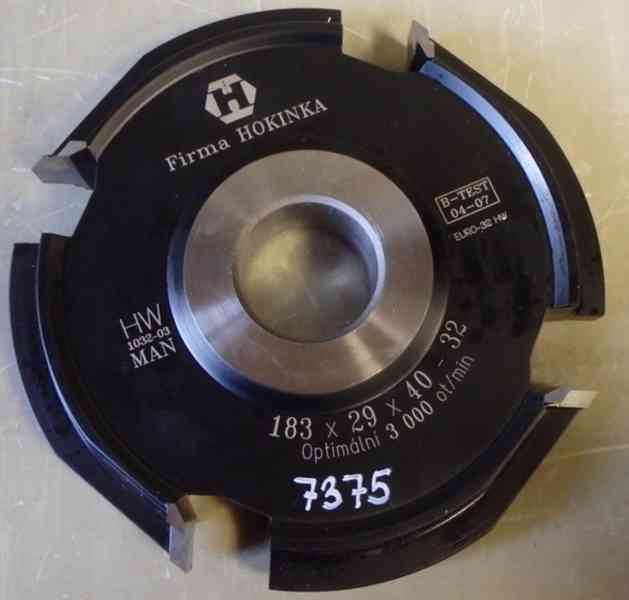 H
Firma HOKINKA
B-TEST
04-07
EURO-32 HW
HW
1032-03
MAN
183 x 29 x 40 - 32
Optimální 3 000 ot/min
7375